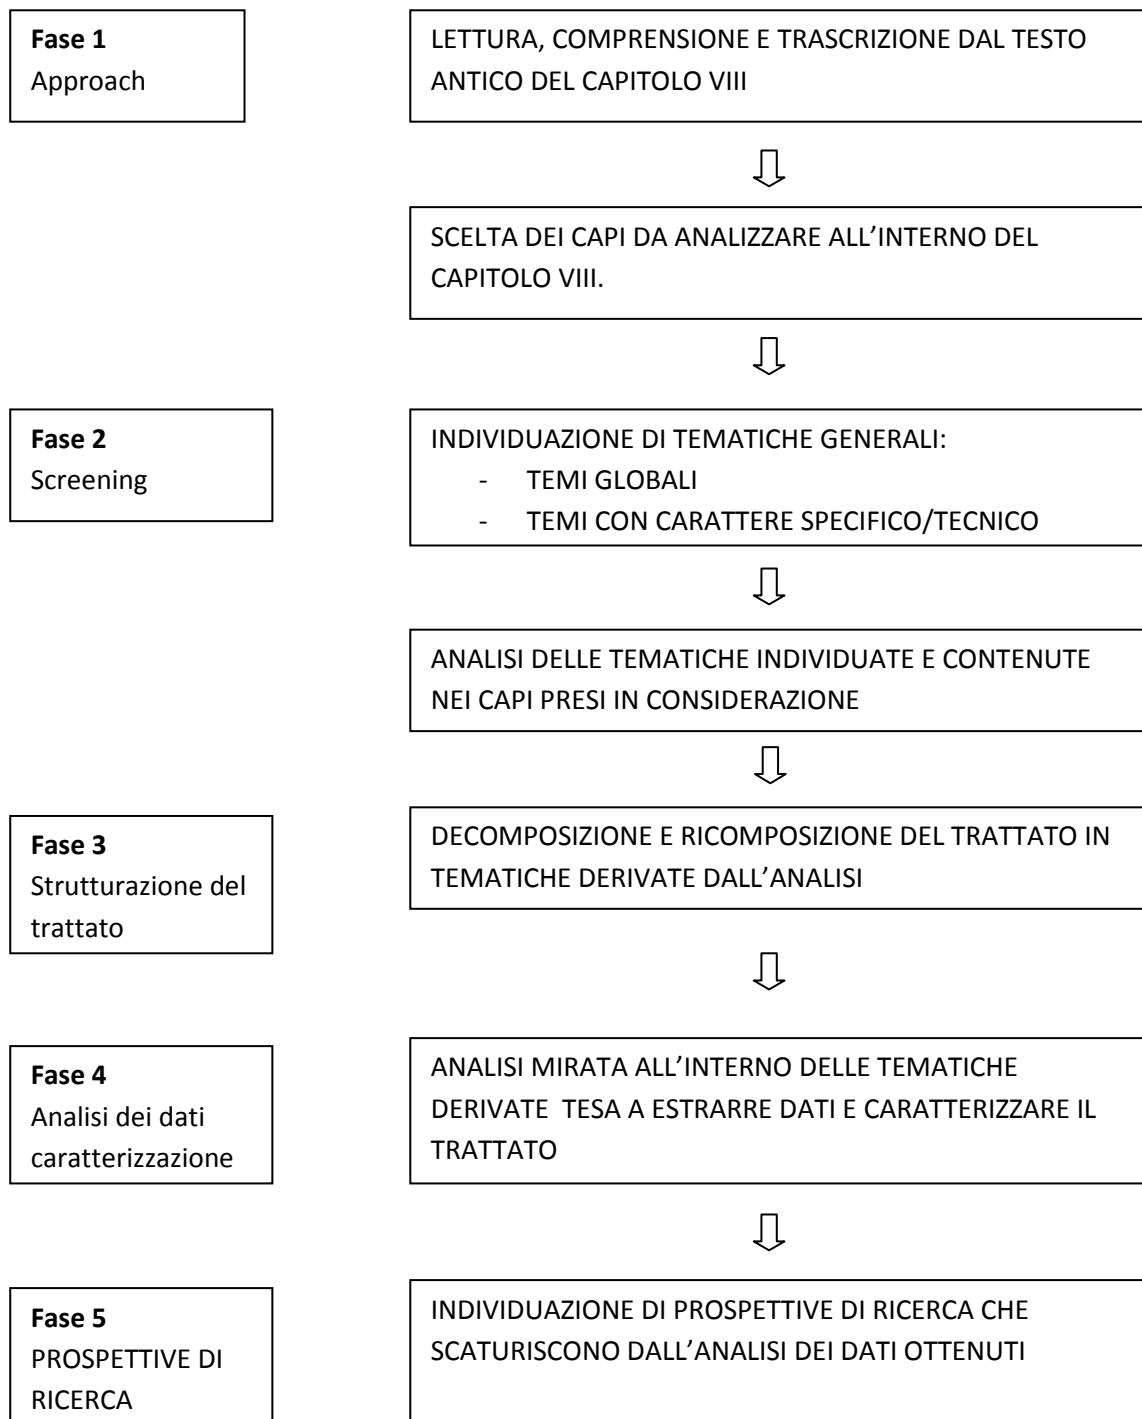 Fase 1
Approach
LETTURA, COMPRENSIONE E TRASCRIZIONE DAL TESTO
ANTICO DEL CAPITOLO VIII
SCELTA DEI CAPI DA ANALIZZARE ALL’INTERNO DEL
CAPITOLO VIII.
Fase 2
Screening
INDIVIDUAZIONE DI TEMATICHE GENERALI:
- TEMI GLOBALI
- TEMI CON CARATTERE SPECIFICO/TECNICO
ANALISI DELLE TEMATICHE INDIVIDUATE E CONTENUTE
NEI CAPI PRESI IN CONSIDERAZIONE
Fase 3
Strutturazione del
trattato
DECOMPOSIZIONE E RICOMPOSIZIONE DEL TRATTATO IN
TEMATICHE DERIVATE DALL’ANALISI
Fase 4
Analisi dei dati
caratterizzazione
ANALISI MIRATA ALL’INTERNO DELLE TEMATICHE
DERIVATE TESA A ESTRARRE DATI E CARATTERIZZARE IL
TRATTATO
Fase 5
PROSPETTIVE DI
RICERCA
INDIVIDUAZIONE DI PROSPETTIVE DI RICERCA CHE
SCATURISCONO DALL’ANALISI DEI DATI OTTENUTI